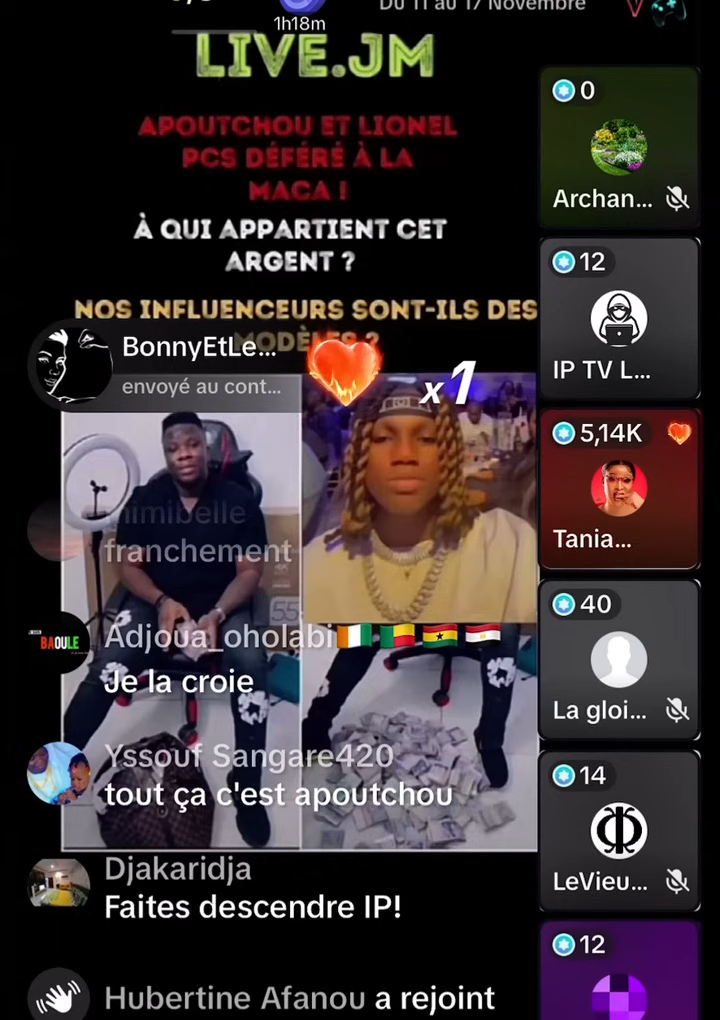 1h18m
Du 11 au 17 Novembre
LIVE.JM
APOUTCHOU ET LIONEL
PCS DÉFÉRÉ À LA
MACA !
À QUI APPARTIENT CET
ARGENT ?
NOS INFLUENCEURS SONT-ILS DES
MODÈLES ?
BonnyEtLe...
envoyé au cont...
x1
mimibelle
franchement
BAOULE
Adjoua_oholabi
Je la croie
Yssouf Sangare420
tout ça c'est apoutchou
Djakaridja
Faites descendre IP!
Hubertine Afanou a rejoint
0
Archan...
12
IP TV L...
5,14K
Tania...
40
La gloi...
14
LeVieu...
12